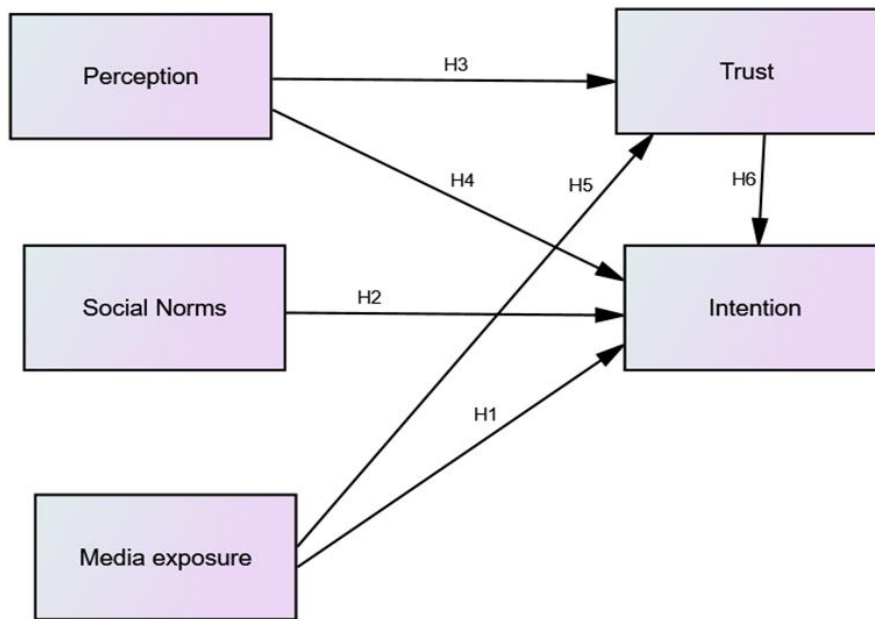 Perception
H3
Trust
H4
H5
H6
Social Norms
H2
Intention
H1
Media exposure